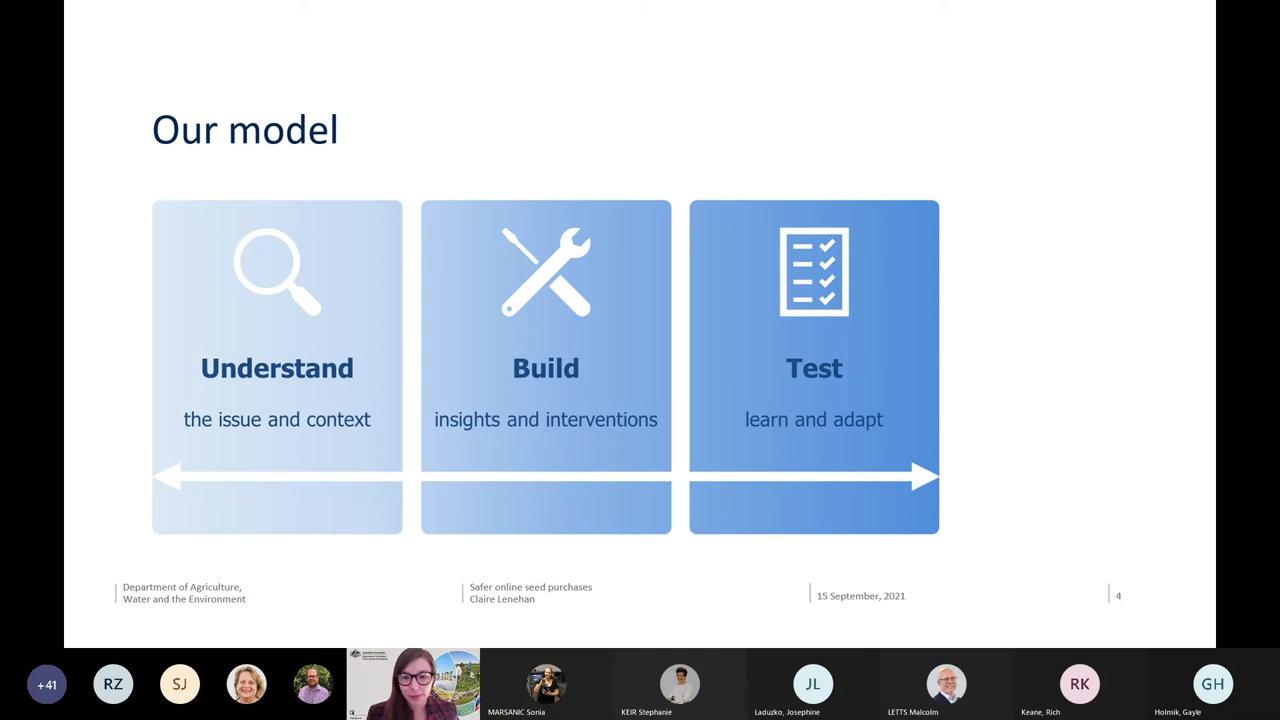 Our model
Understand
the issue and context
Build
insights and interventions
Test
learn and adapt
Department of Agriculture,
Water and the Environment
Safer online seed purchases
Claire Lenehan
15 September, 2021
4
+41
RZ
SJ
MARSANIC Sonia
KEIR Stephanie
JL
Laduzko, Josephine
LETTS Malcolm
RK
Keane, Rich
GH
Holmik, Gayle